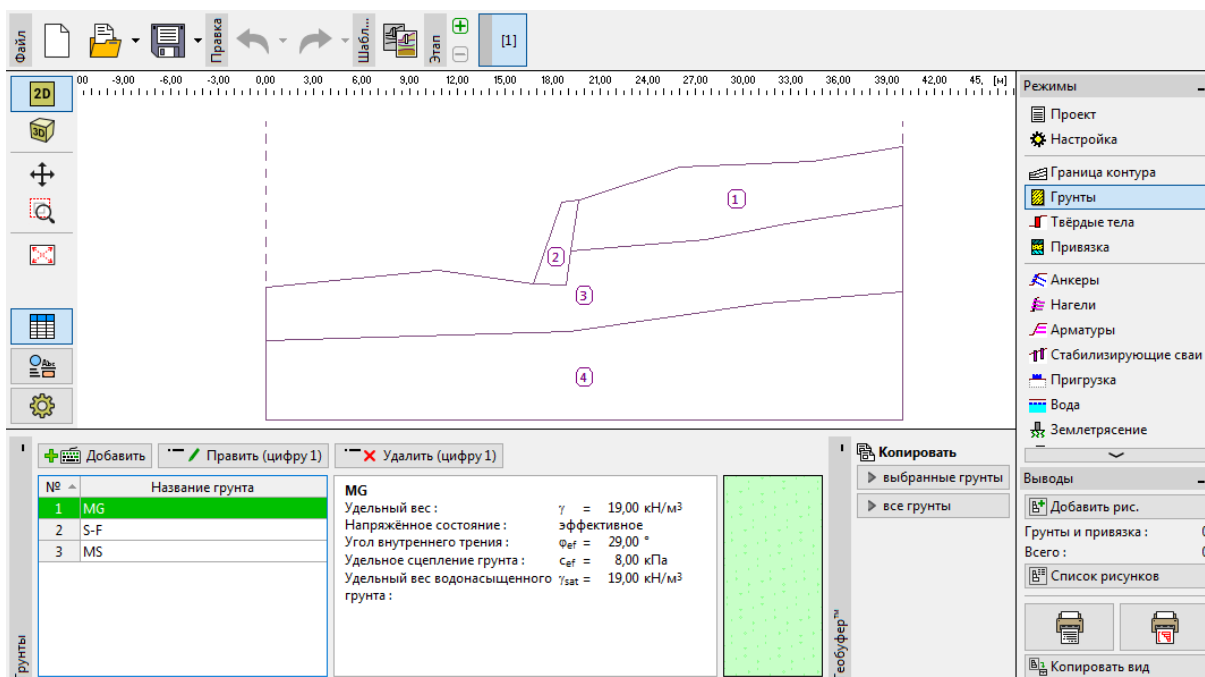 Файл
Правка
Шабл...
Этап
[1]
00 -9,00 -6,00 -3,00 0,00 3,00 6,00 9,00 12,00 15,00 18,00 21,00 24,00 27,00 30,00 33,00 36,00 39,00 42,00 45, [м]
2D
3D
Abc
1
2
3
4
Режимы
Проект
Настройка
Граница контура
Грунты
Твёрдые тела
Привязка
Анкеры
Нагели
Арматуры
Стабилизирующие сваи
Пригрузка
Вода
Землетрясение
Грунты
Добавить
Править (цифру 1)
Удалить (цифру 1)
№ Название грунта
1 MG
2 S-F
3 MS
MG
Удельный вес : γ = 19,00 кН/м³
Напряжённое состояние : эффективное
Угол внутреннего трения : φef = 29,00 °
Удельное сцепление грунта : cef = 8,00 кПа
Удельный вес водонасыщенного γsat = 19,00 кН/м³
грунта :
Геобуфер™
Копировать
выбранные грунты
все грунты
Выводы
Добавить рис.
Грунты и привязка : 0
Всего : 0
Список рисунков
Копировать вид